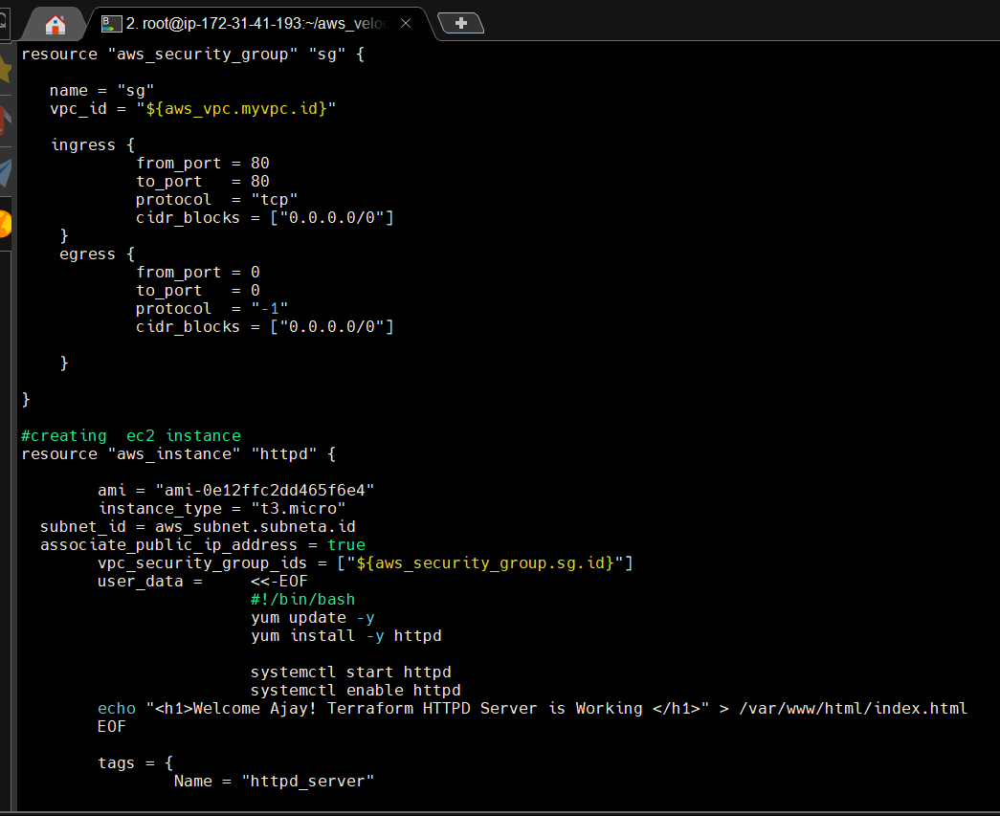 2. root@ip-172-31-41-193:~/aws_velo
resource "aws_security_group" "sg" {
name = "sg"
vpc_id = "${aws_vpc.myvpc.id}"
ingress {
from_port = 80
to_port   = 80
protocol  = "tcp"
cidr_blocks = ["0.0.0.0/0"]
}
egress {
from_port = 0
to_port   = 0
protocol  = "-1"
cidr_blocks = ["0.0.0.0/0"]
}
}
#creating  ec2 instance
resource "aws_instance" "httpd" {
ami = "ami-0e12ffc2dd465f6e4"
instance_type = "t3.micro"
subnet_id = aws_subnet.subneta.id
associate_public_ip_address = true
vpc_security_group_ids = ["${aws_security_group.sg.id}"]
user_data =     <<-EOF
#!/bin/bash
yum update -y
yum install -y httpd
systemctl start httpd
systemctl enable httpd
echo "<h1>Welcome Ajay! Terraform HTTPD Server is Working </h1>" > /var/www/html/index.html
EOF
tags = {
Name = "httpd_server"